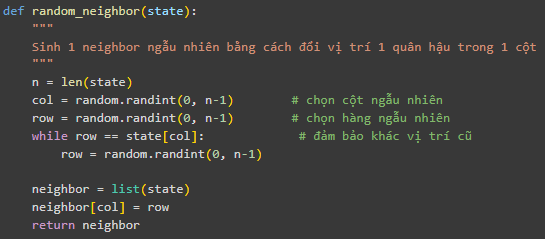 def random_neighbor(state):
    """
    Sinh 1 neighbor ngẫu nhiên bằng cách đổi vị trí 1 quân hậu trong 1 cột
    """
    n = len(state)
    col = random.randint(0, n-1)        # chọn cột ngẫu nhiên
    row = random.randint(0, n-1)        # chọn hàng ngẫu nhiên
    while row == state[col]:            # đảm bảo khác vị trí cũ
        row = random.randint(0, n-1)

    neighbor = list(state)
    neighbor[col] = row
    return neighbor